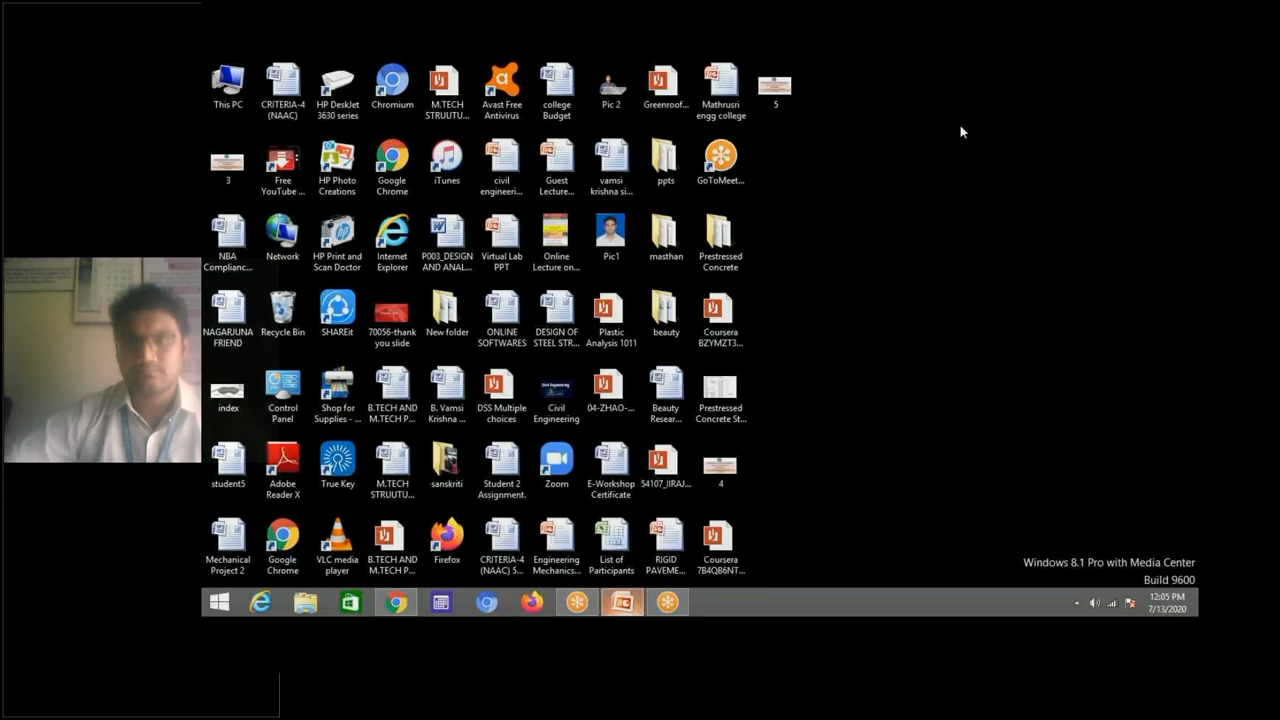 This PC
CRITERIA-4
(NAAC)
HP DeskJet
3630 series
Chromium
M.TECH
STRUUTU...
Avast Free
Antivirus
college
Budget
Pic 2
Greenroof...
Mathrusri
engg college
5
3
Free
YouTube ...
HP Photo
Creations
Google
Chrome
iTunes
civil
engineeri...
Guest
Lecture...
vamsi
krishna si...
ppts
GoToMeet...
NBA
Complianc...
Network
HP Print and
Scan Doctor
Internet
Explorer
P003_DESIGN
AND ANAL...
Virtual Lab
PPT
Online
Lecture on...
Pic1
masthan
Prestressed
Concrete
NAGARJUNA
FRIEND
Recycle Bin
SHAREit
70056-thank
you slide
New folder
ONLINE
SOFTWARES
DESIGN OF
STEEL STR...
Plastic
Analysis 1011
beauty
Coursera
BZYMZT3...
index
Control
Panel
Shop for
Supplies - ...
B.TECH AND
M.TECH P...
B. Vamsi
Krishna ...
DSS Multiple
choices
Civil
Engineering
04-ZHAO-...
Beauty
Resear...
Prestressed
Concrete St...
student5
Adobe
Reader X
True Key
M.TECH
STRUUTU...
sanskriti
Student 2
Assignment.
Zoom
E-Workshop
Certificate
54107_IIRAJ...
4
Mechanical
Project 2
Google
Chrome
VLC media
player
B.TECH AND
M.TECH P...
Firefox
CRITERIA-4
(NAAC) 5...
Engineering
Mechanics...
List of
Participants
RIGID
PAVEME...
Coursera
7B4QB6NT...
Windows 8.1 Pro with Media Center
Build 9600
12:05 PM
7/13/2020